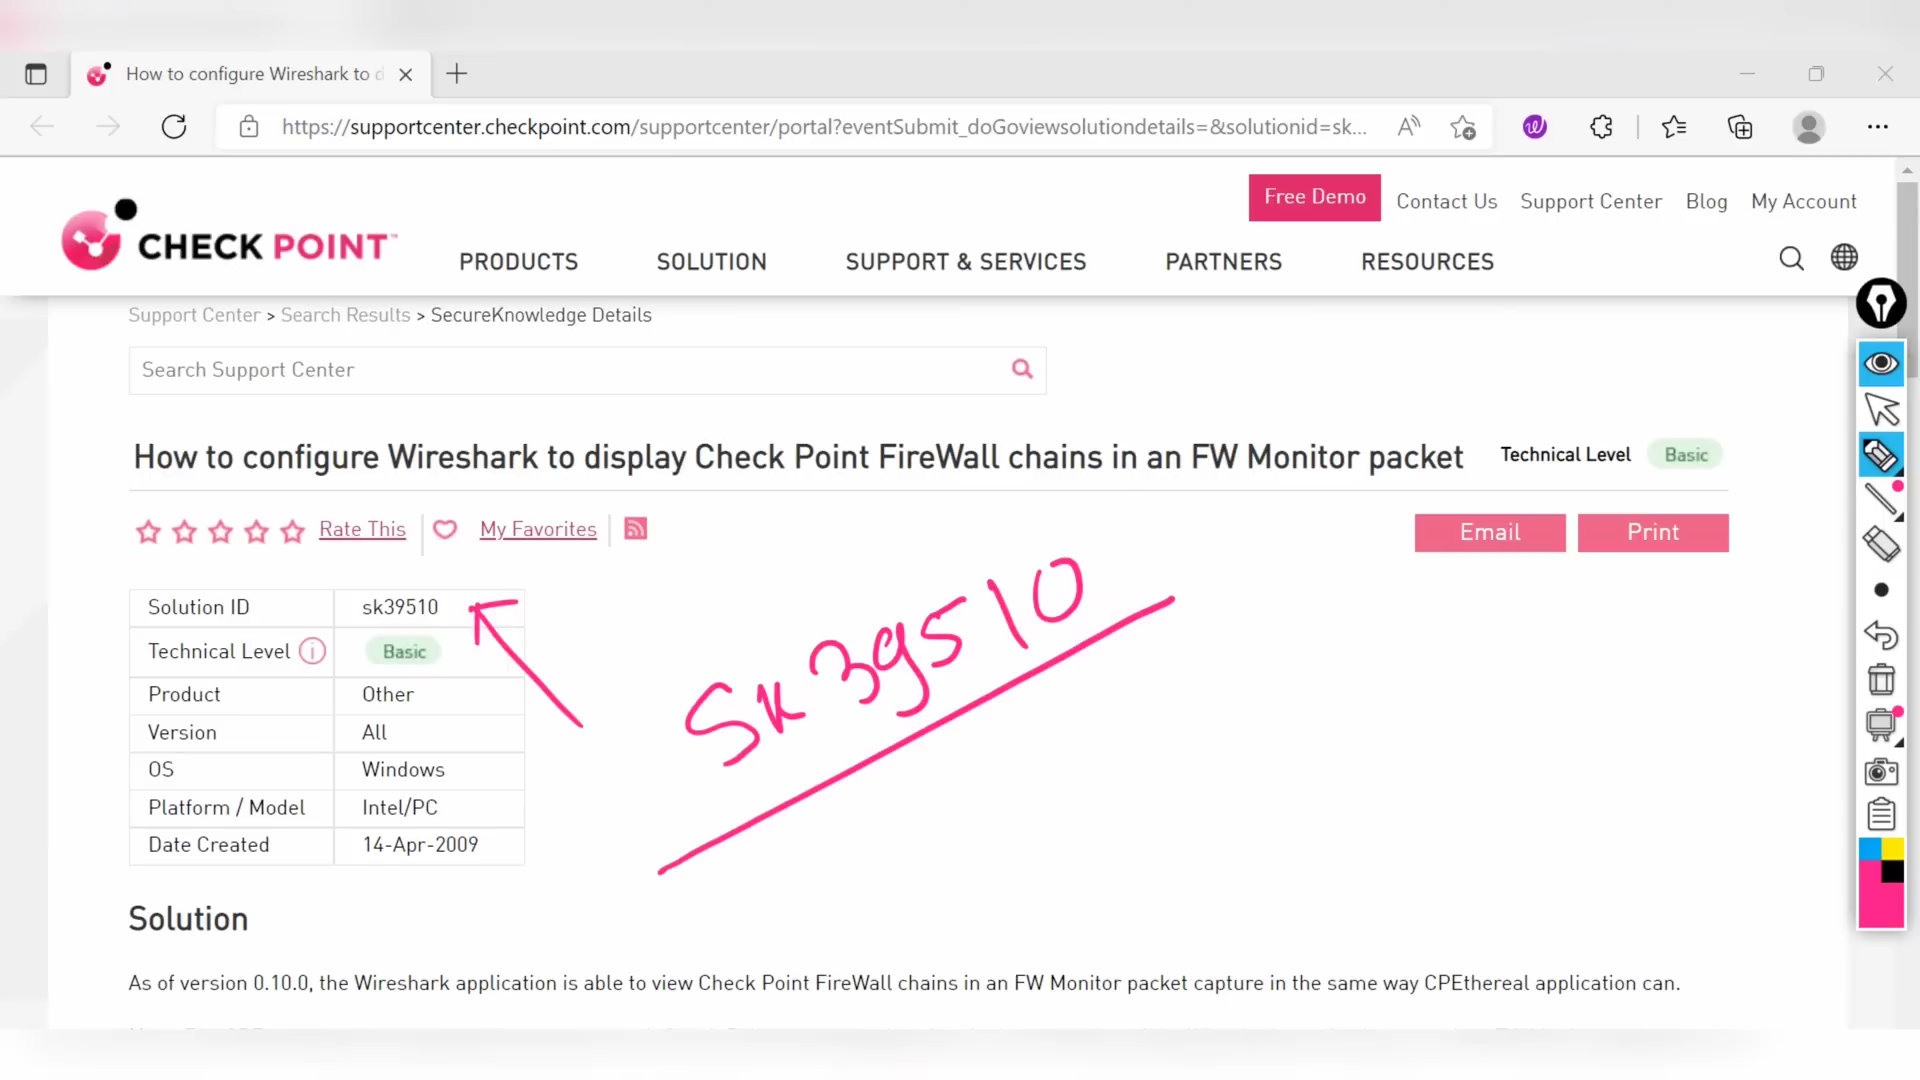 How to configure Wireshark to d
https://supportcenter.checkpoint.com/supportcenter/portal?eventSubmit_doGoviewsolutiondetails=&solutionid=sk...
Free Demo Contact Us Support Center Blog My Account
CHECK POINT™
PRODUCTS SOLUTION SUPPORT & SERVICES PARTNERS RESOURCES
Support Center > Search Results > SecureKnowledge Details
Search Support Center
How to configure Wireshark to display Check Point FireWall chains in an FW Monitor packet Technical Level Basic
Rate This My Favorites Email Print
Solution ID sk39510
Technical Level i Basic
Product Other
Version All
OS Windows
Platform / Model Intel/PC
Date Created 14-Apr-2009
Sk39510
Solution
As of version 0.10.0, the Wireshark application is able to view Check Point FireWall chains in an FW Monitor packet capture in the same way CPEthereal application can.